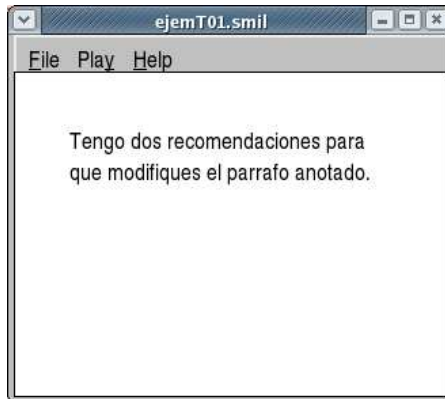 ejemT01.smil
File Play Help
Tengo dos recomendaciones para
que modifiques el parrafo anotado.